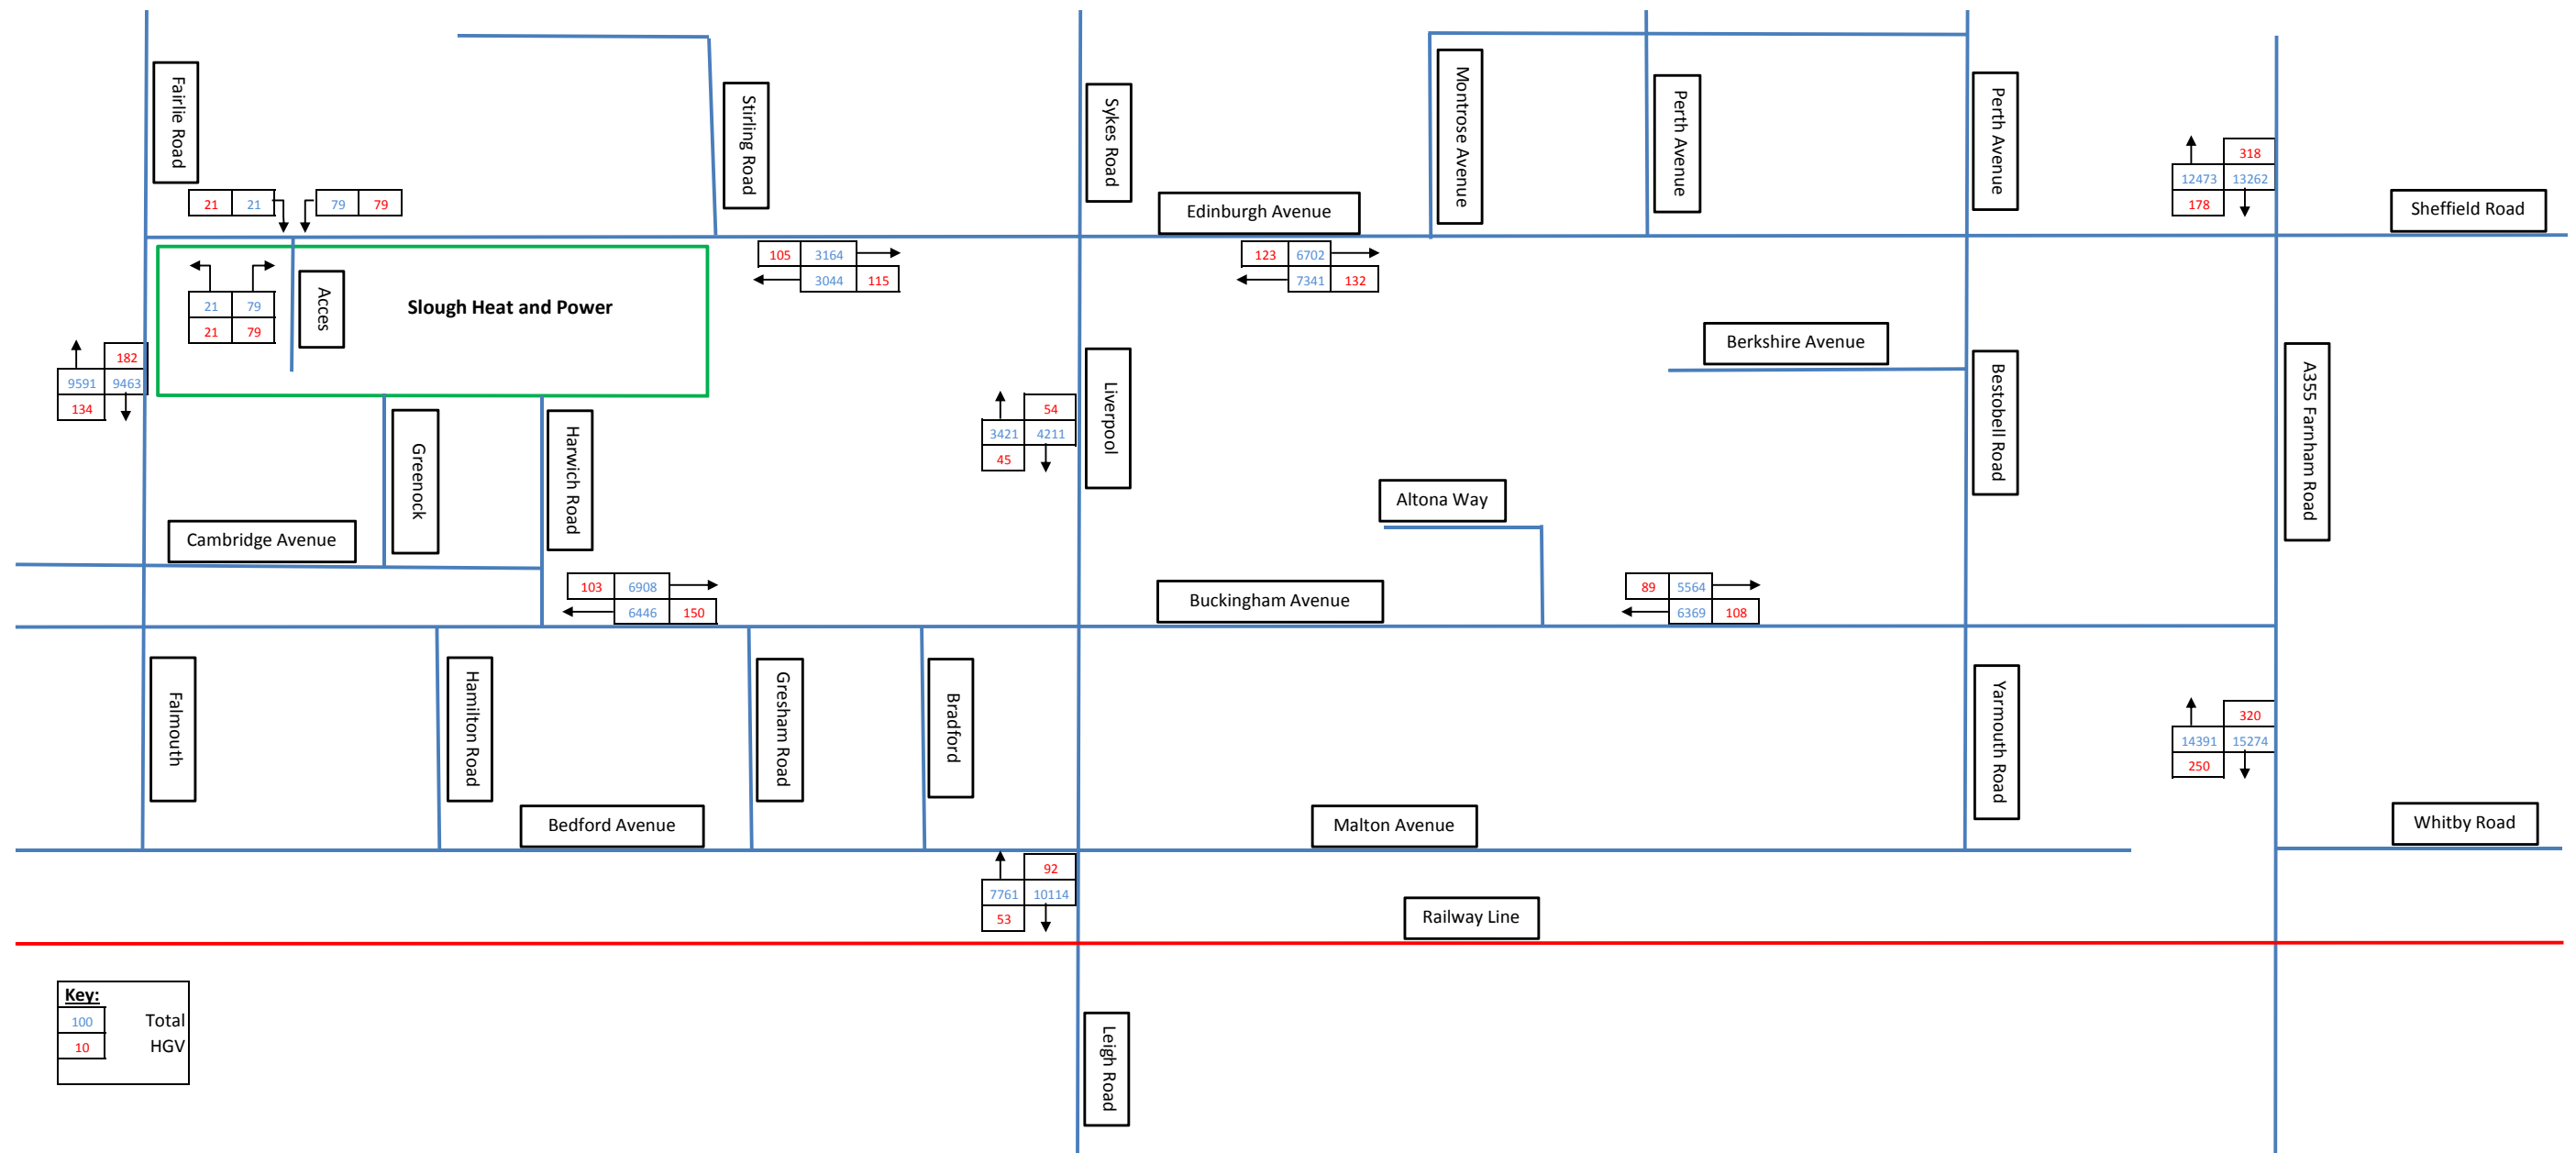 Fairlie Road
Stirling Road
Sykes Road
Montrose Avenue
Perth Avenue
Perth Avenue
318
12473 13262
178
21 21
79 79
Edinburgh Avenue
Sheffield Road
105 3164
3044 115
123 6702
7341 132
21 79
21 79
Acces
Slough Heat and Power
182
9591 9463
134
Berkshire Avenue
Liverpool
Bestobell Road
A355 Farnham Road
54
3421 4211
45
Greenock
Harwich Road
Altona Way
Cambridge Avenue
103 6908
6446 150
Buckingham Avenue
89 5564
6369 108
Falmouth
Hamilton Road
Gresham Road
Bradford
Yarmouth Road
320
14391 15274
250
Bedford Avenue
Malton Avenue
Whitby Road
92
7761 10114
53
Railway Line
Key:
100 Total
10 HGV
Leigh Road